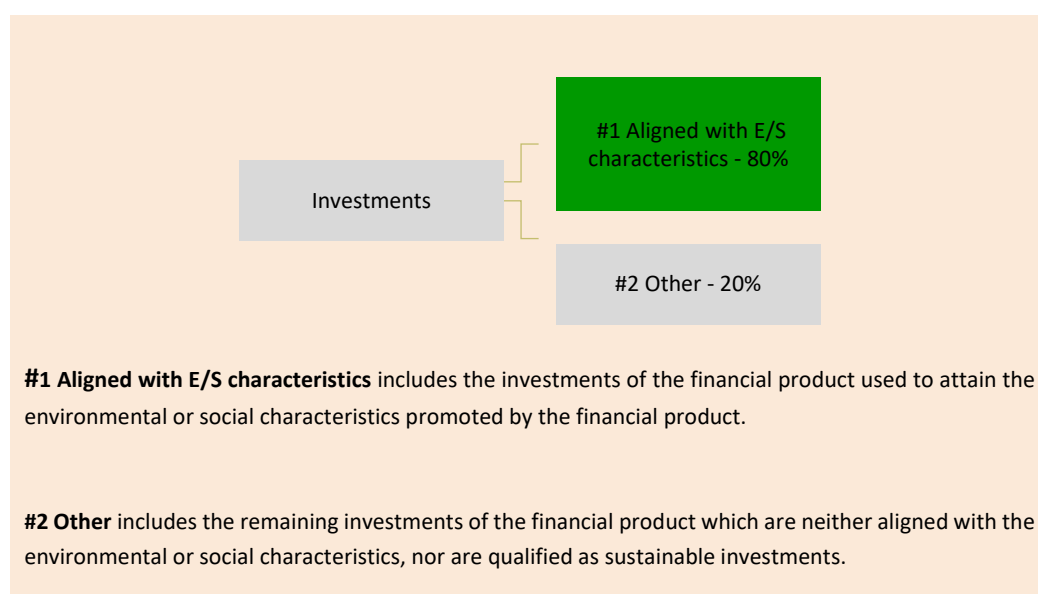 #1 Aligned with E/S
characteristics - 80%
Investments
#2 Other - 20%
#1 Aligned with E/S characteristics includes the investments of the financial product used to attain the
environmental or social characteristics promoted by the financial product.
#2 Other includes the remaining investments of the financial product which are neither aligned with the
environmental or social characteristics, nor are qualified as sustainable investments.